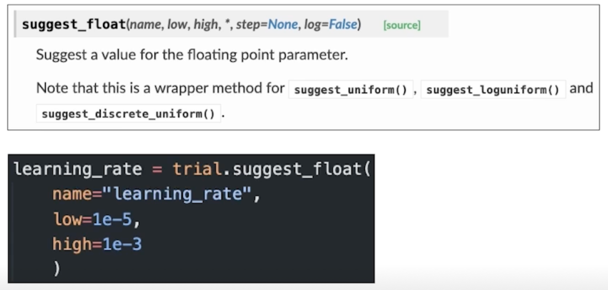 suggest_float(name, low, high, *, step=None, log=False) [source]
Suggest a value for the floating point parameter.
Note that this is a wrapper method for suggest_uniform() , suggest_loguniform() and
suggest_discrete_uniform() .
learning_rate = trial.suggest_float(
    name="learning_rate",
    low=1e-5,
    high=1e-3
    )